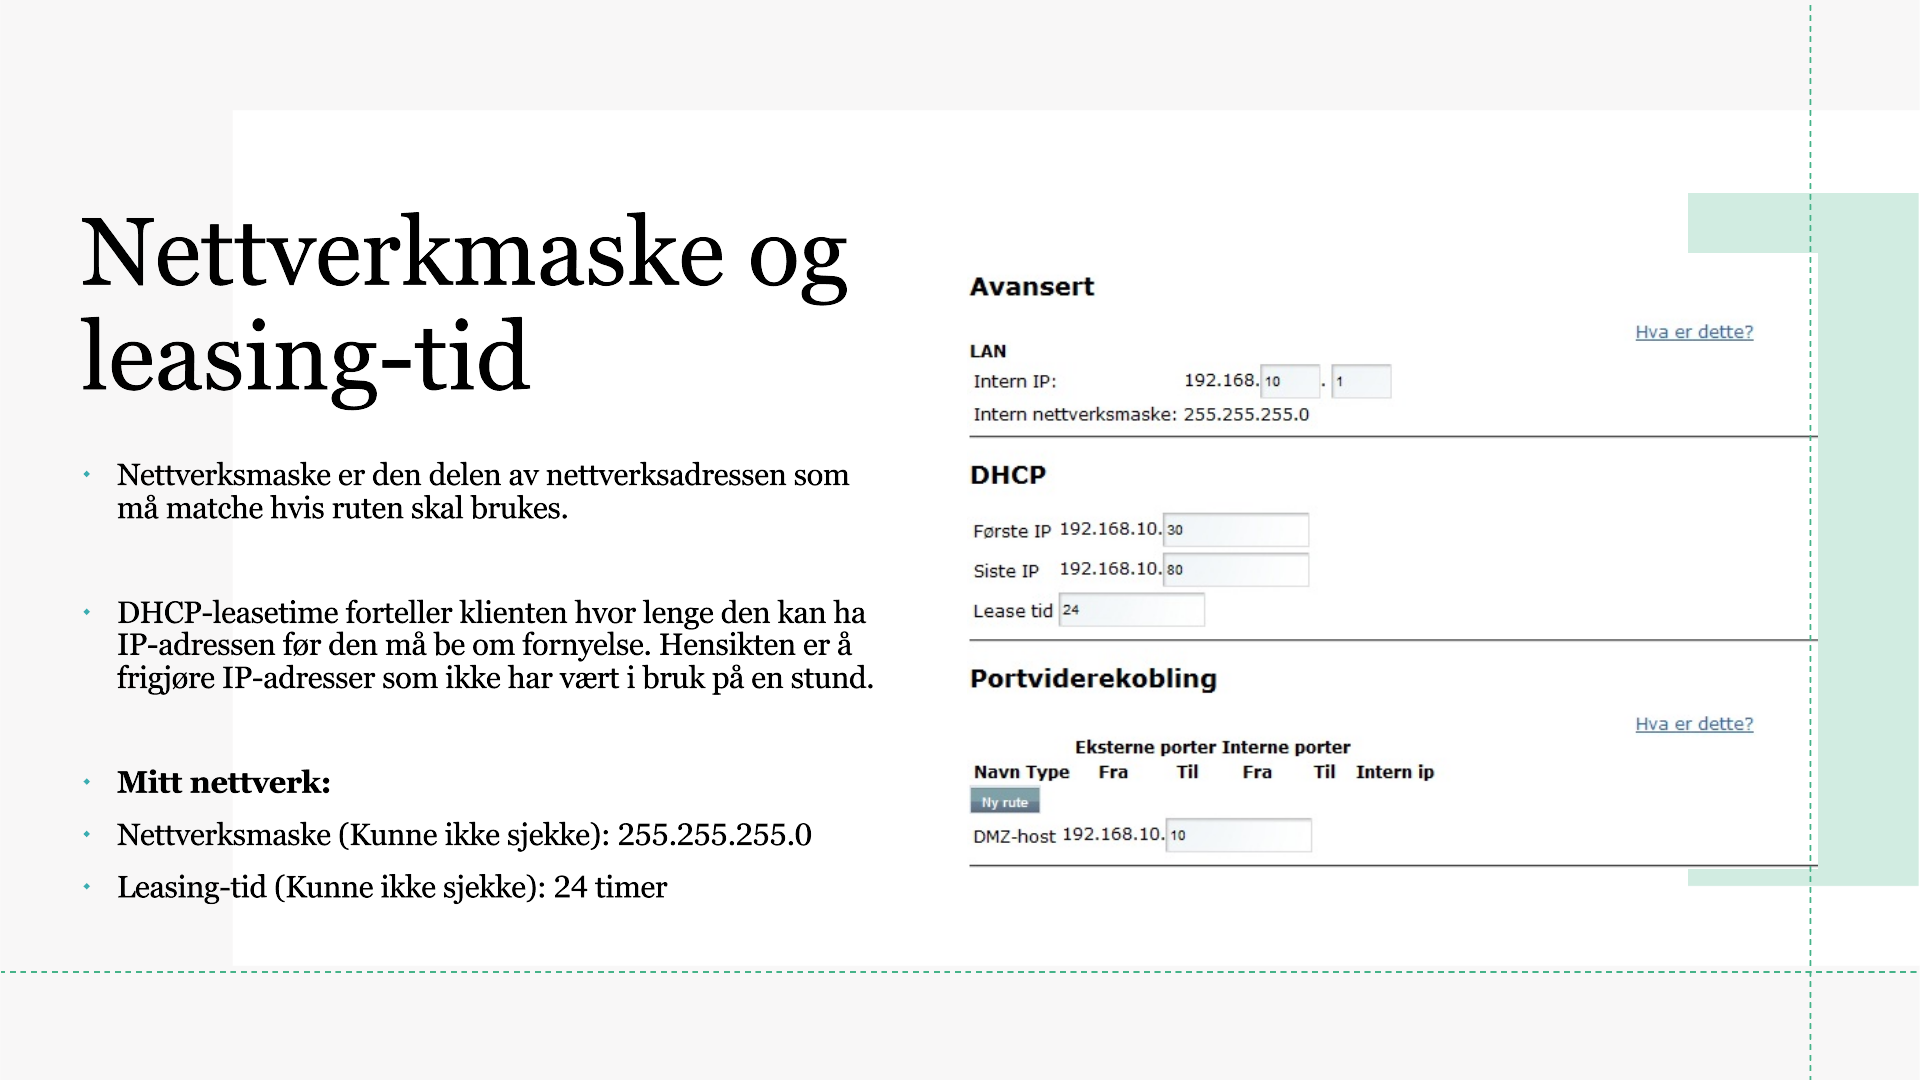 Nettverkmaske og
leasing-tid
Nettverksmaske er den delen av nettverksadressen som
må matche hvis ruten skal brukes.
DHCP-leasetime forteller klienten hvor lenge den kan ha
IP-adressen før den må be om fornyelse. Hensikten er å
frigjøre IP-adresser som ikke har vært i bruk på en stund.
Mitt nettverk:
Nettverksmaske (Kunne ikke sjekke): 255.255.255.0
Leasing-tid (Kunne ikke sjekke): 24 timer
Avansert
Hva er dette?
LAN
Intern IP: 192.168. 10 . 1
Intern nettverksmaske: 255.255.255.0
DHCP
Første IP 192.168.10. 30
Siste IP 192.168.10. 80
Lease tid 24
Portviderekobling
Hva er dette?
Eksterne porter Interne porter
Navn Type Fra Til Fra Til Intern ip
Ny rute
DMZ-host 192.168.10. 10